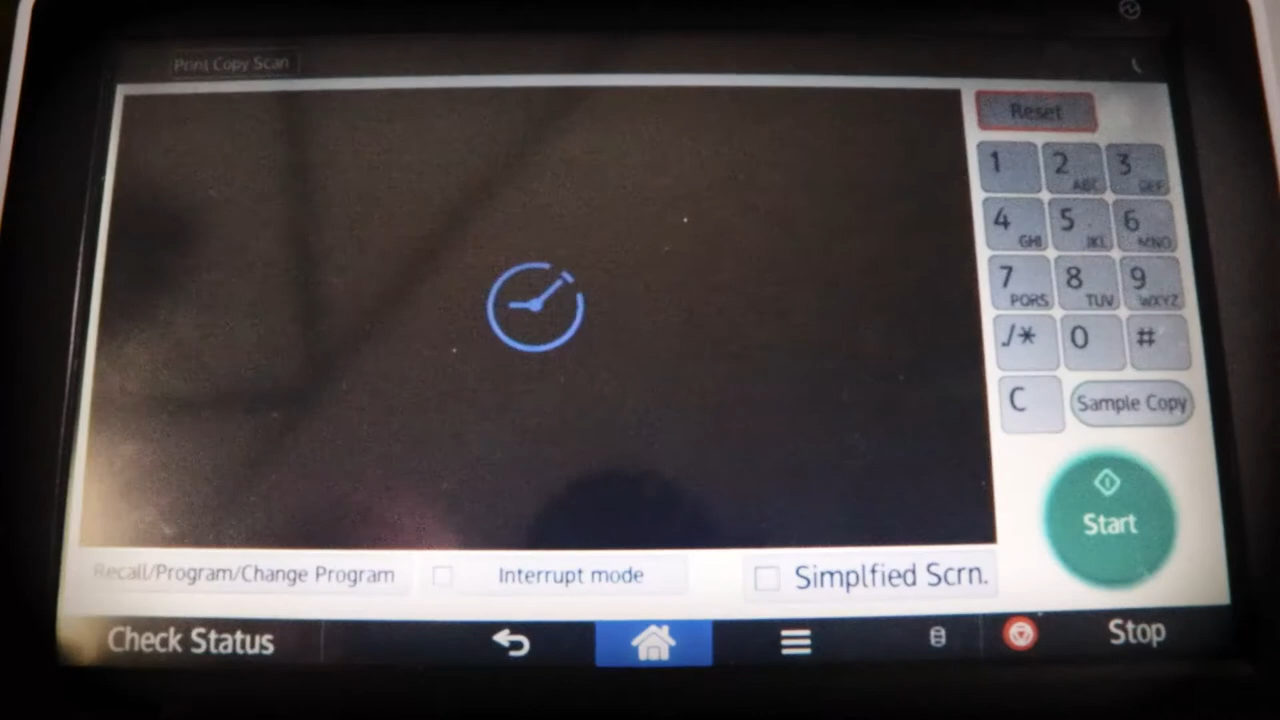 Print Copy Scan
Reset
1 2 ABC 3 DEF
4 GHI 5 JKL 6 MNO
7 PQRS 8 TUV 9 WXYZ
./* 0 #
C Sample Copy
Start
Recall/Program/Change Program Interrupt mode Simplfied Scrn.
Check Status Stop